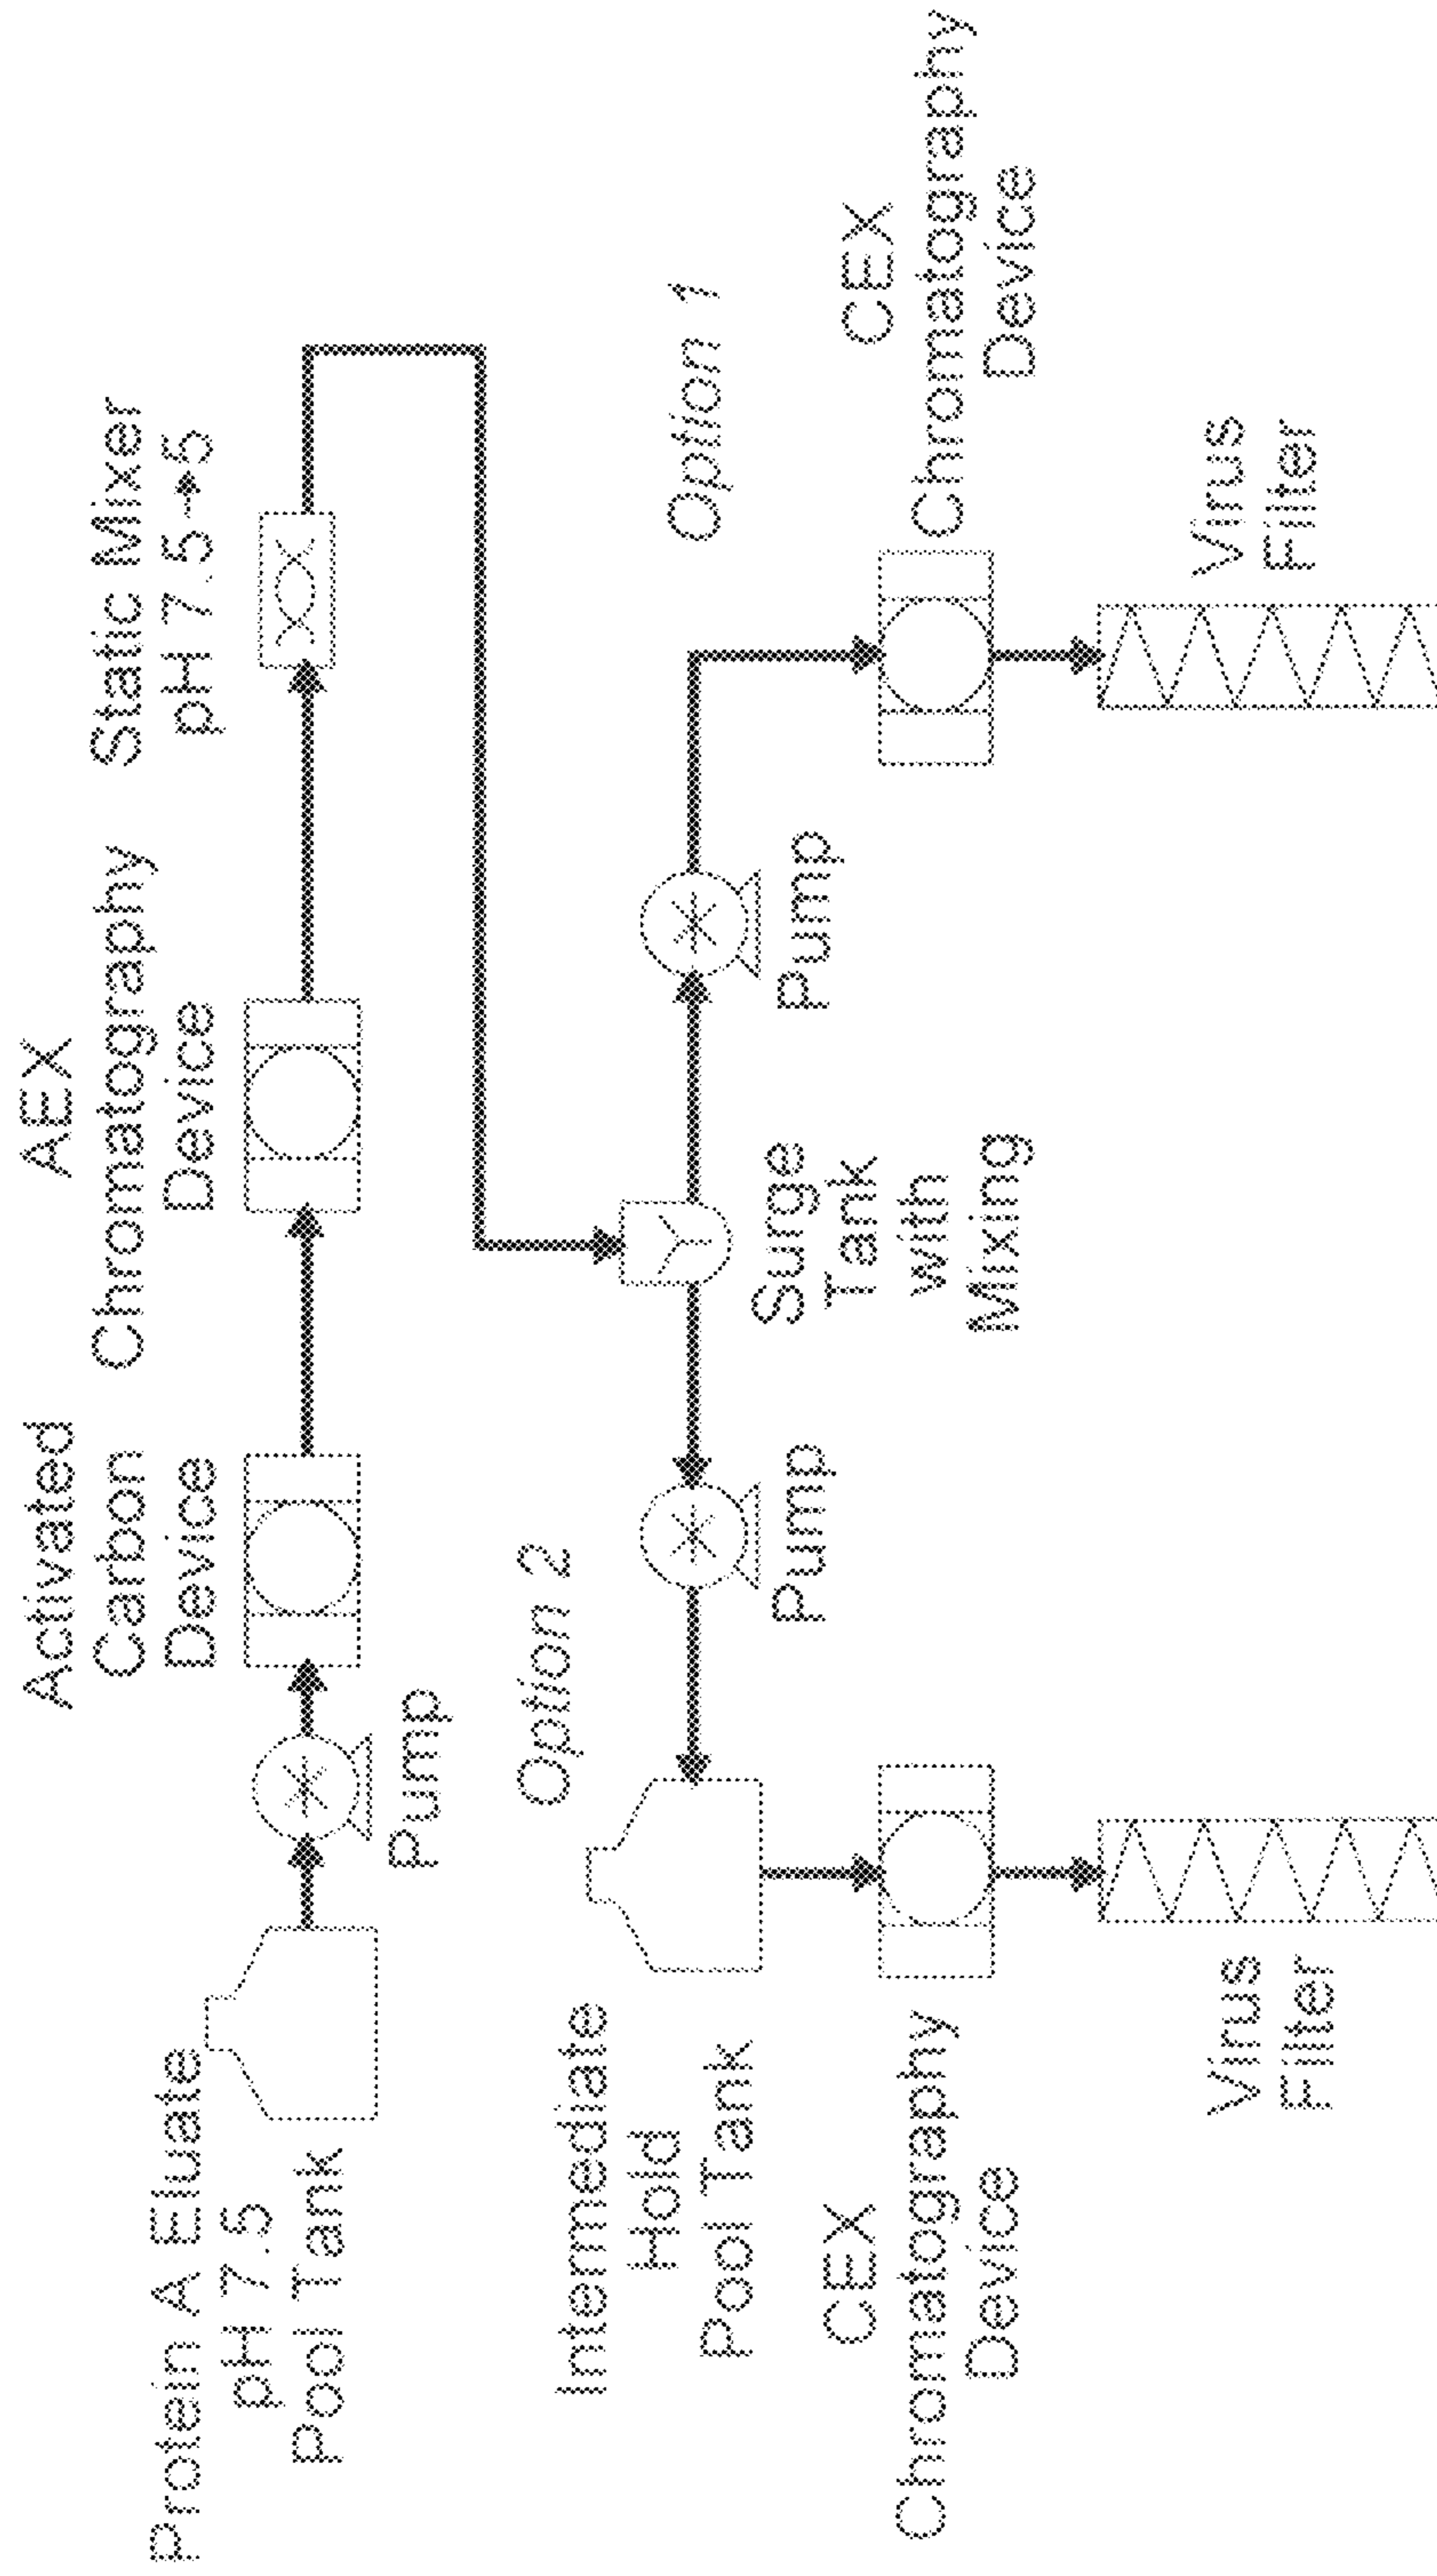 Protein A Eluate
pH 7.5
Pool Tank
Pump
Activated
Carbon
Device
AEX
Chromatography
Device
Static Mixer
pH 7.5→5
Option 2
Option 1
Intermediate
Hold
Pool Tank
Pump
Surge
Tank
with
Mixing
Pump
CEX
Chromatography
Device
CEX
Chromatography
Device
Virus
Filter
Virus
Filter